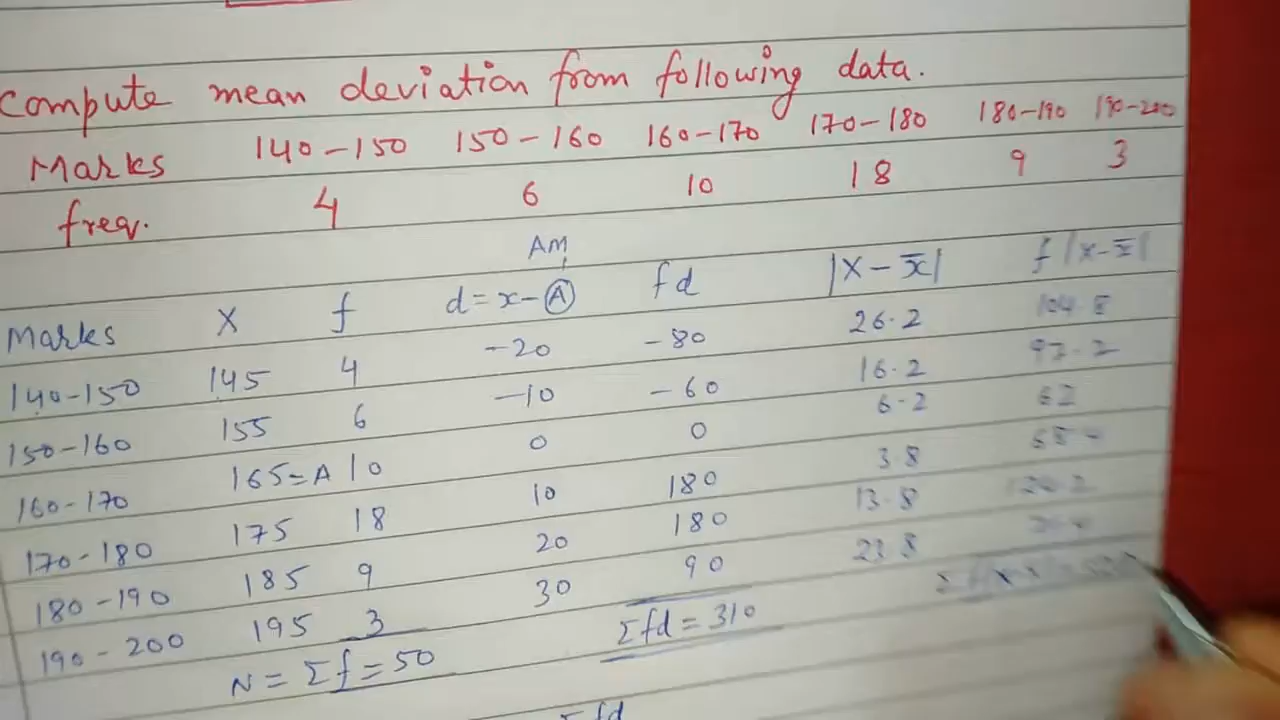 Compute mean deviation from following data.
Marks 140-150 150-160 160-170 170-180 180-190 190-200
freq. 4 6 10 18 9 3
AM
Marks X f d=x-A fd |X-x̄| f|x-x̄|
140-150 145 4 -20 -80 26.2 104.8
150-160 155 6 -10 -60 16.2 97.2
160-170 165=A 10 0 0 6.2 62
170-180 175 18 10 180 3.8
180-190 185 9 20 180 13.8
190-200 195 3 30 90
N = Σf = 50 Σfd = 310
Σfd